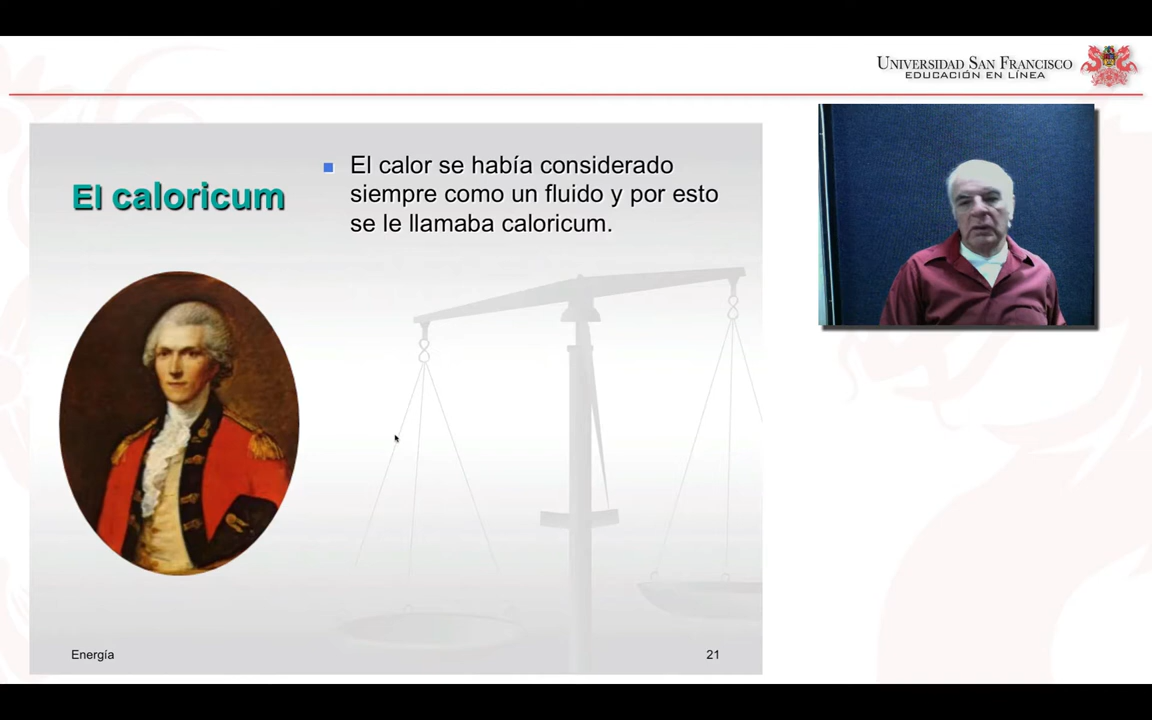 UNIVERSIDAD SAN FRANCISCO
EDUCACIÓN EN LÍNEA
El caloricum
El calor se había considerado
siempre como un fluido y por esto
se le llamaba caloricum.
Energía
21